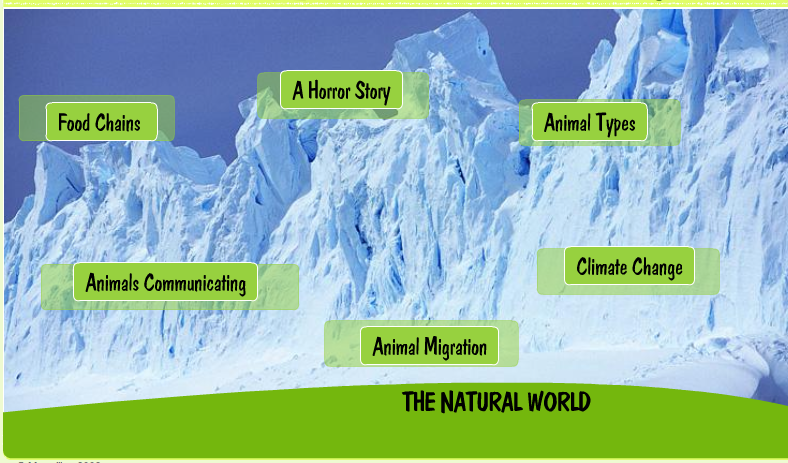 A Horror Story
Food Chains
Animal Types
Animals Communicating
Climate Change
Animal Migration
THE NATURAL WORLD